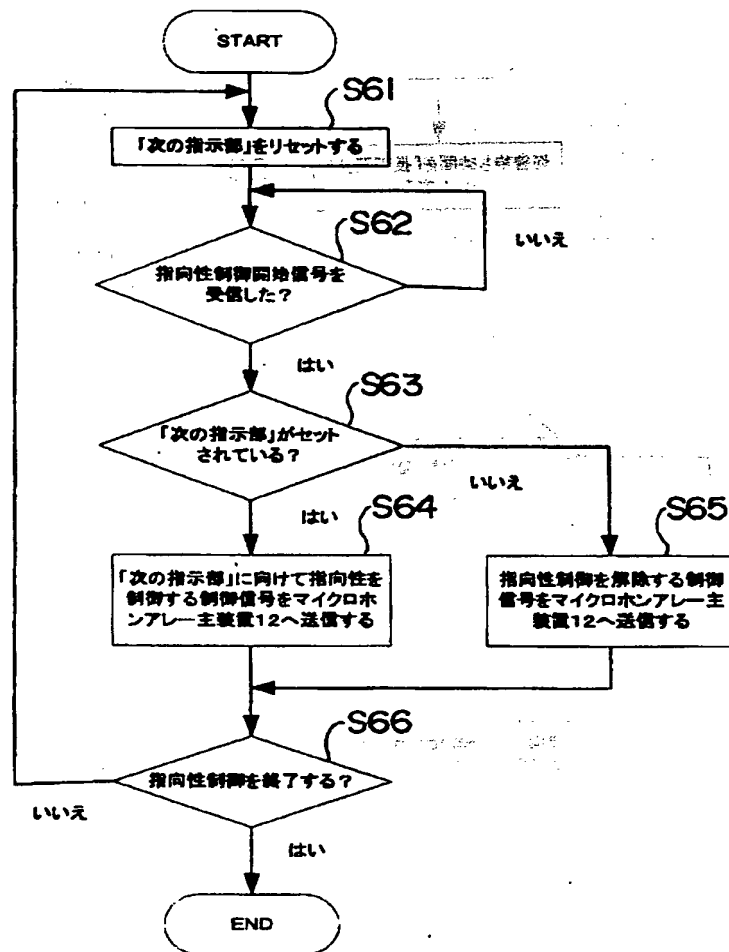 START
S61
「次の指示部」をリセットする
S62
指向性制御開始信号を
受信した？
いいえ
はい
S63
「次の指示部」がセット
されている？
いいえ
はい
S64
「次の指示部」に向けて指向性を
制御する制御信号をマイクロホ
ンアレー主装置12へ送信する
S65
指向性制御を解除する制御
信号をマイクロホンアレー主
装置12へ送信する
S66
指向性制御を終了する？
いいえ
はい
END